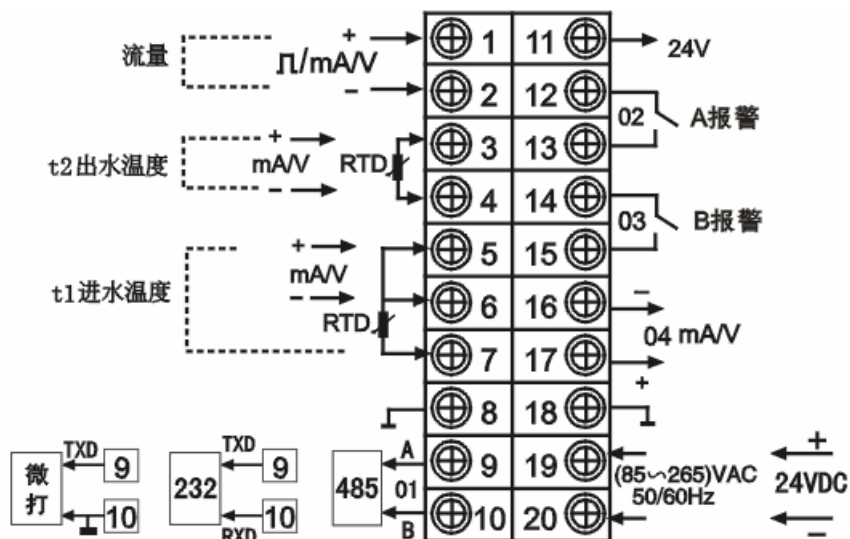 + 1 11 24V
流量 ⎍/mA/V
- 2 12
02 A报警
+ 3 13
t2出水温度 mA/V RTD
- 4 14
03 B报警
+ 5 15
mA/V
t1进水温度 - 6 16 -
RTD 04 mA/V
7 17
+
8 18
TXD 9 TXD 9 A 9 19 +
微打 232 485 01 (85~265)VAC 24VDC
50/60Hz
10 RXD 10 B 10 20 -